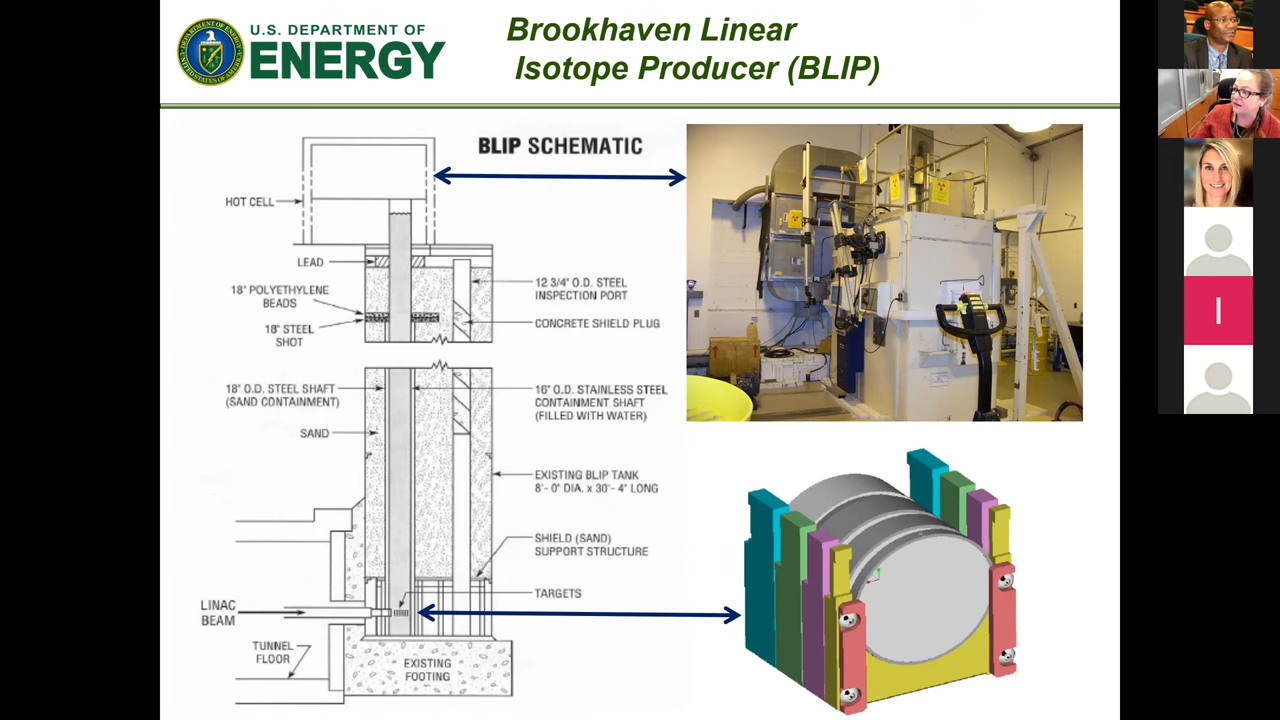 U.S. DEPARTMENT OF
ENERGY
Brookhaven Linear
Isotope Producer (BLIP)
BLIP SCHEMATIC
HOT CELL
LEAD
18" POLYETHYLENE
BEADS
18" STEEL
SHOT
12 3/4" O.D. STEEL
INSPECTION PORT
CONCRETE SHIELD PLUG
18" O.D. STEEL SHAFT
(SAND CONTAINMENT)
16" O.D. STAINLESS STEEL
CONTAINMENT SHAFT
(FILLED WITH WATER)
SAND
EXISTING BLIP TANK
8'- 0" DIA. x 30'- 4" LONG
SHIELD (SAND)
SUPPORT STRUCTURE
TARGETS
LINAC
BEAM
TUNNEL
FLOOR
EXISTING
FOOTING
I